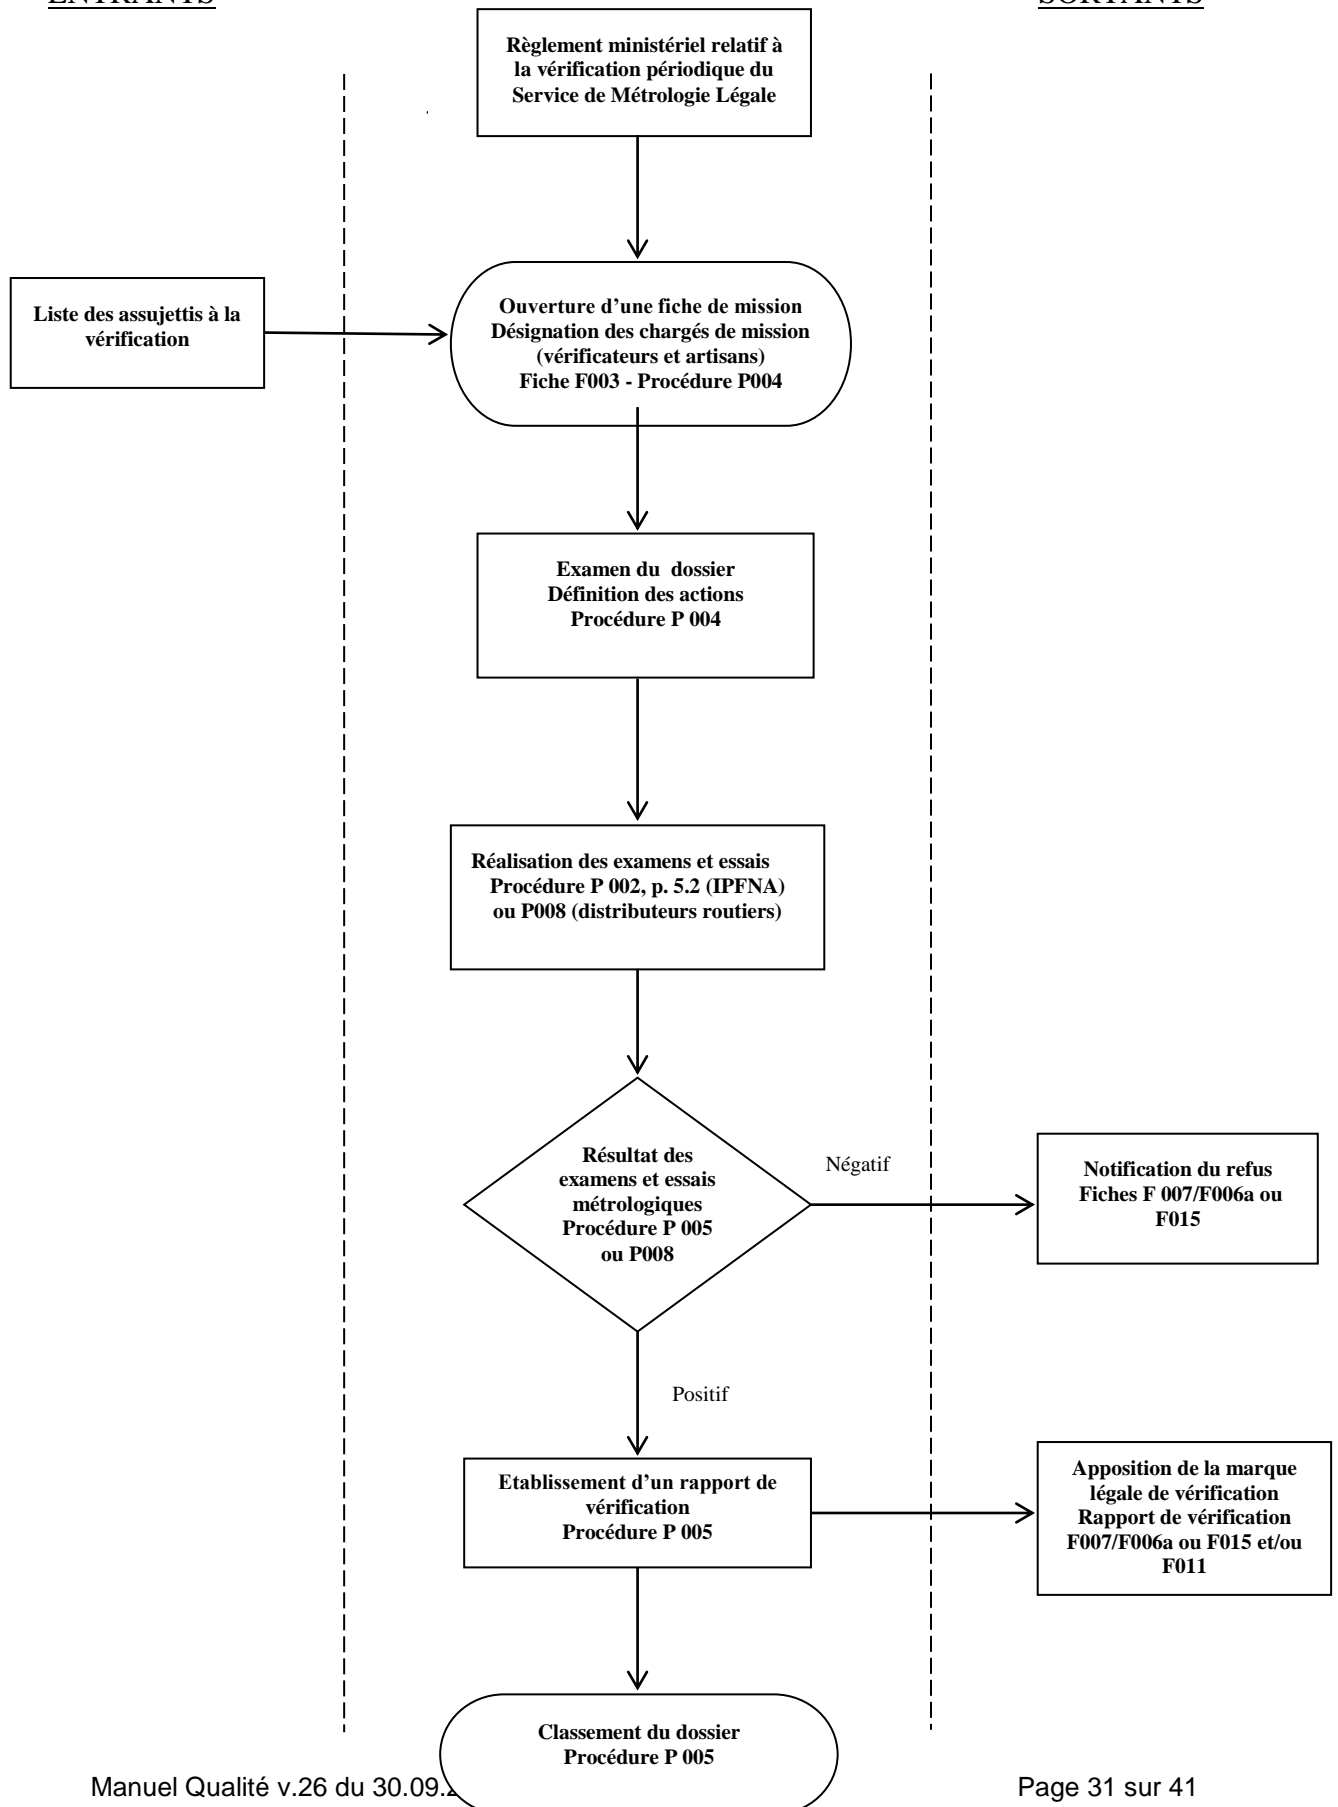 ENTRANTS
SORTANTS
Règlement ministériel relatif à
la vérification périodique du
Service de Métrologie Légale
Liste des assujettis à la
vérification
Ouverture d’une fiche de mission
Désignation des chargés de mission
(vérificateurs et artisans)
Fiche F003 - Procédure P004
Examen du dossier
Définition des actions
Procédure P 004
Réalisation des examens et essais
Procédure P 002, p. 5.2 (IPFNA)
ou P008 (distributeurs routiers)
Résultat des
examens et essais
métrologiques
Procédure P 005
ou P008
Négatif
Notification du refus
Fiches F 007/F006a ou
F015
Positif
Etablissement d’un rapport de
vérification
Procédure P 005
Apposition de la marque
légale de vérification
Rapport de vérification
F007/F006a ou F015 et/ou
F011
Classement du dossier
Procédure P 005
Manuel Qualité v.26 du 30.09.
Page 31 sur 41